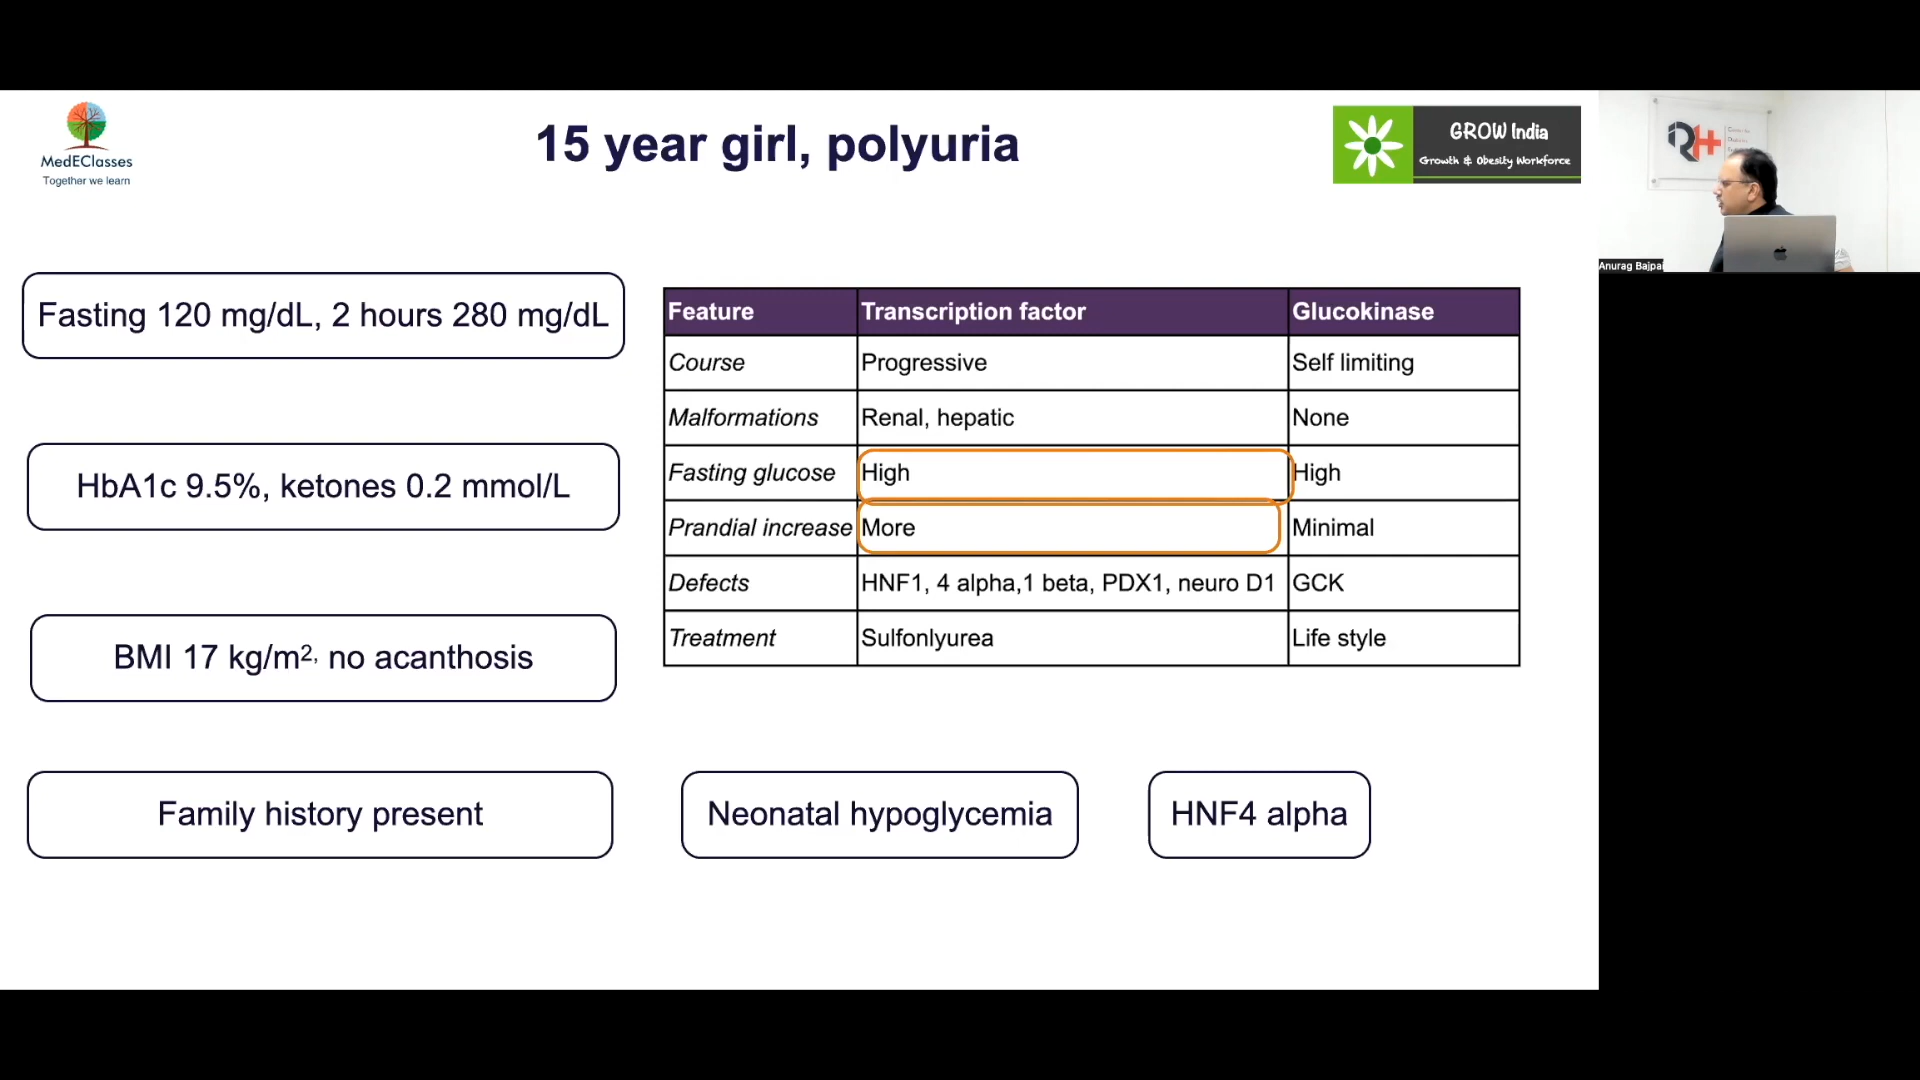 MedEClasses
Together we learn
15 year girl, polyuria
GROW India
Growth & Obesity Workforce
Anurag Bajpai
Fasting 120 mg/dL, 2 hours 280 mg/dL
HbA1c 9.5%, ketones 0.2 mmol/L
BMI 17 kg/m², no acanthosis
Family history present
Feature Transcription factor Glucokinase
Course Progressive Self limiting
Malformations Renal, hepatic None
Fasting glucose High High
Prandial increase More Minimal
Defects HNF1, 4 alpha,1 beta, PDX1, neuro D1 GCK
Treatment Sulfonlyurea Life style
Neonatal hypoglycemia
HNF4 alpha